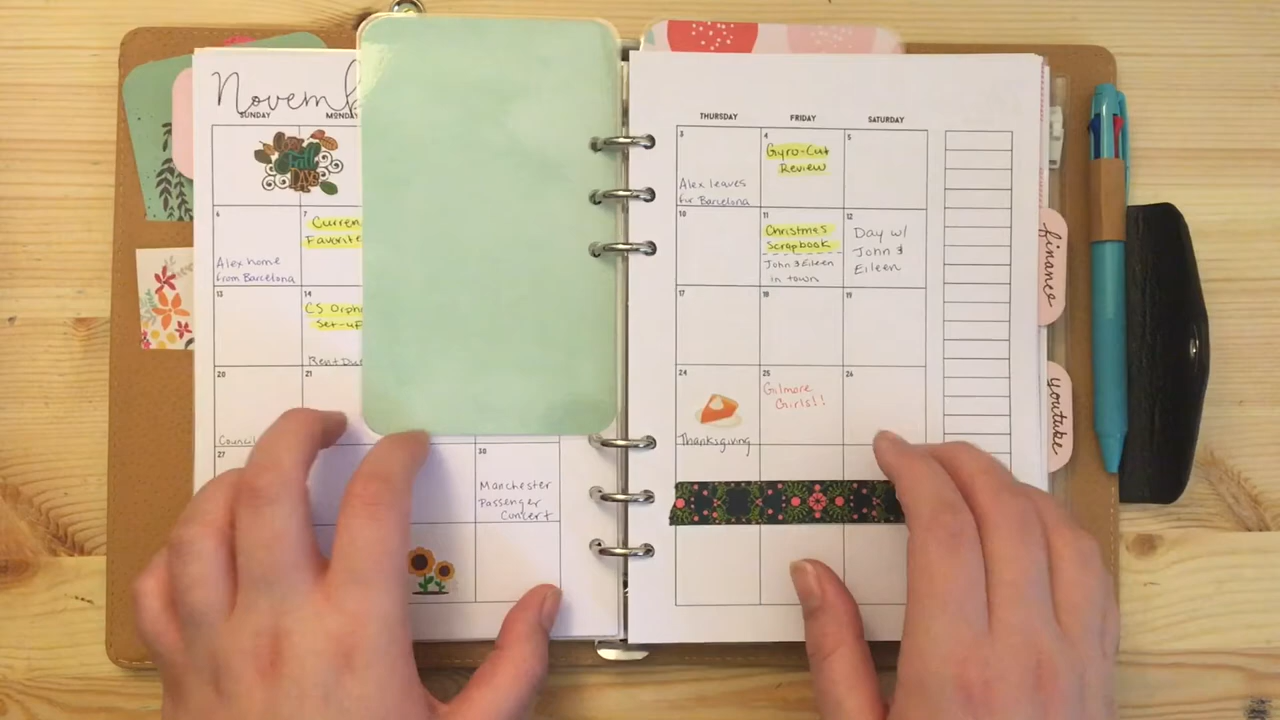 Novemb
SUNDAY
MONDAY
Fall
DAYS
6
Alex home
from Barcelona
7
Curren
Favorite
13
14
CS Orph
Set-up
Rent Du
20
Council
21
27
30
Manchester
Passenger
Concert
THURSDAY
FRIDAY
SATURDAY
3
Alex leaves
for Barcelona
4
Gyro-Cut
Review
5
10
11
Christmas
Scrapbook
John & Eileen
in town
12
Day w/
John &
Eileen
17
18
19
24
Thanksgiving
25
Gilmore
Girls!!
26
finance
youtube